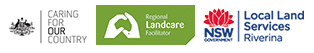 CARING
FOR
OUR
COUNTRY
Regional
Landcare
Facilitator
NSW
GOVERNMENT
Local Land
Services
Riverina